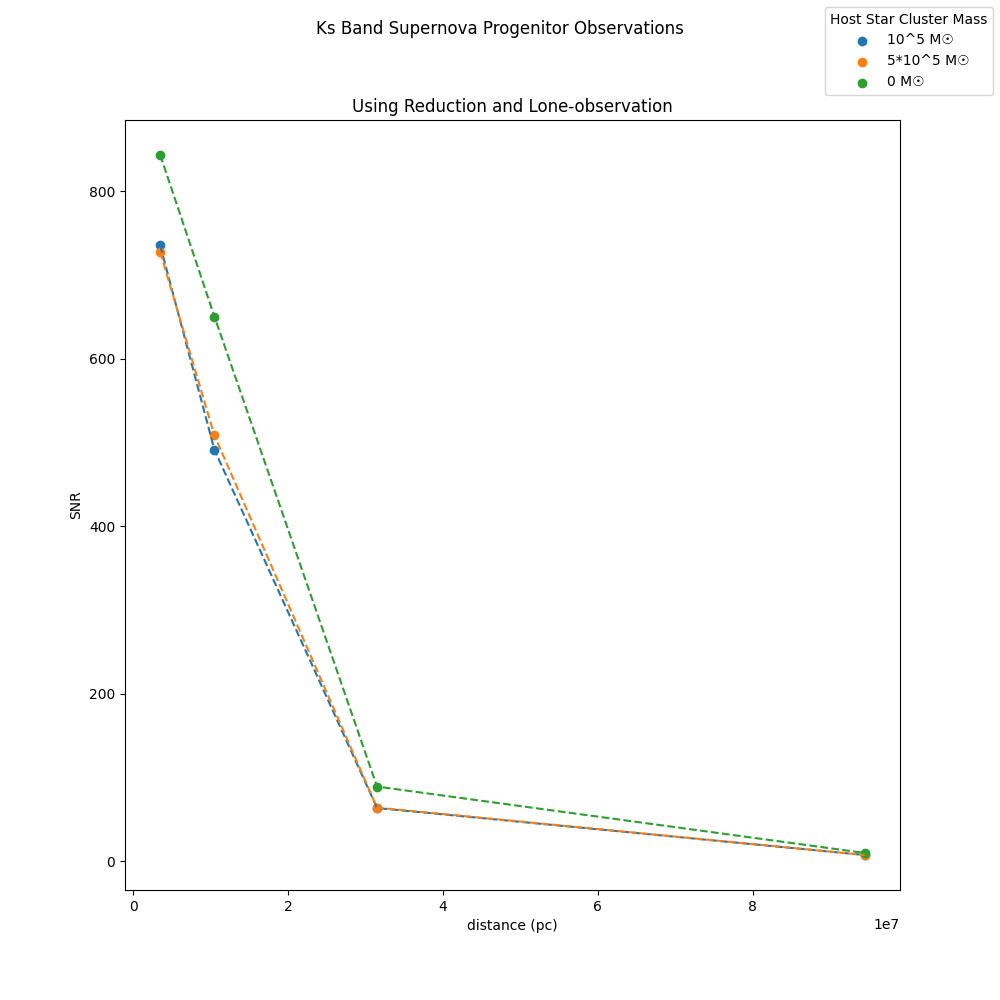 Ks Band Supernova Progenitor Observations
Host Star Cluster Mass
10^5 M☉
5*10^5 M☉
0 M☉
Using Reduction and Lone-observation
SNR
800
600
400
200
0
0 2 4 6 8
1e7
distance (pc)